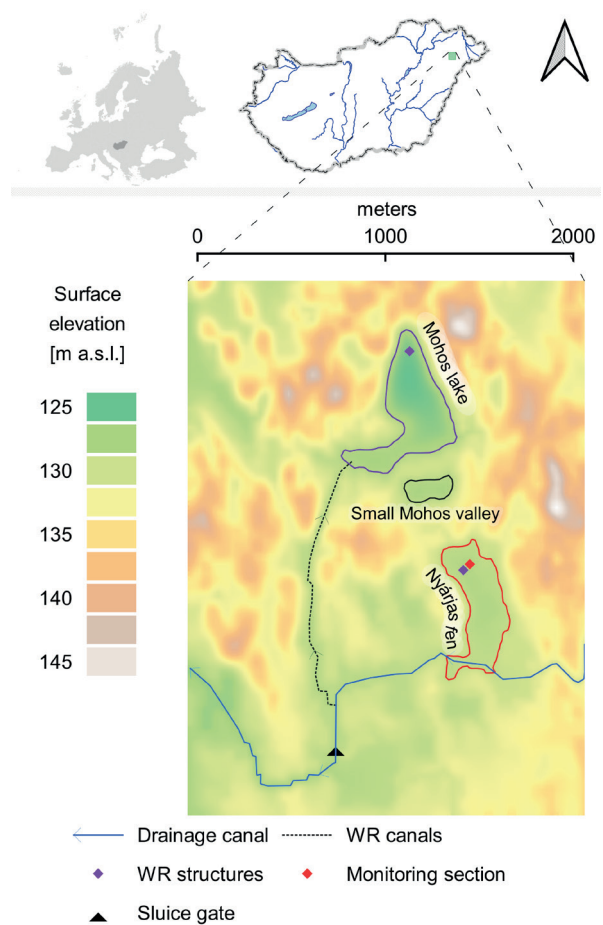 meters
0 1000 2000
Surface
elevation
[m a.s.l.]
125
130
135
140
145
Mohos lake
Small Mohos valley
Nyárjas fen
Drainage canal
WR canals
WR structures
Monitoring section
Sluice gate